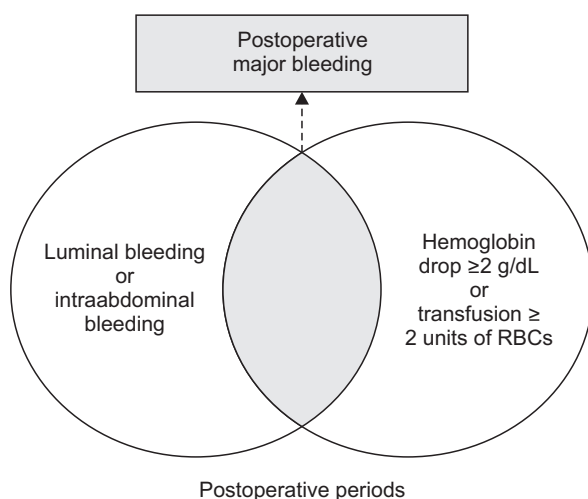 Postoperative
major bleeding
Luminal bleeding
or
intraabdominal
bleeding
Hemoglobin
drop ≥2 g/dL
or
transfusion ≥
2 units of RBCs
Postoperative periods